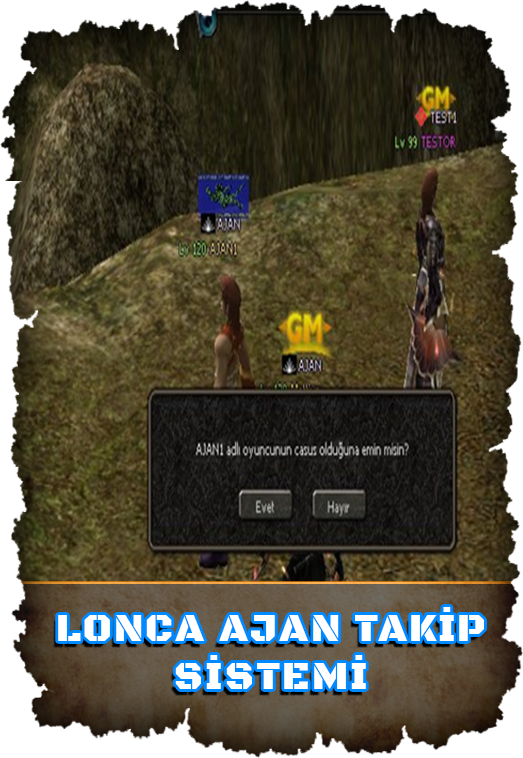 GM
TEST1
Lv 99 TESTOR
AJAN
Lv 120 AJAN1
GM
AJAN
AJAN1 adlı oyuncunun casus olduğuna emin misin?
Evet Hayır
LONCA AJAN TAKİP
SİSTEMİ